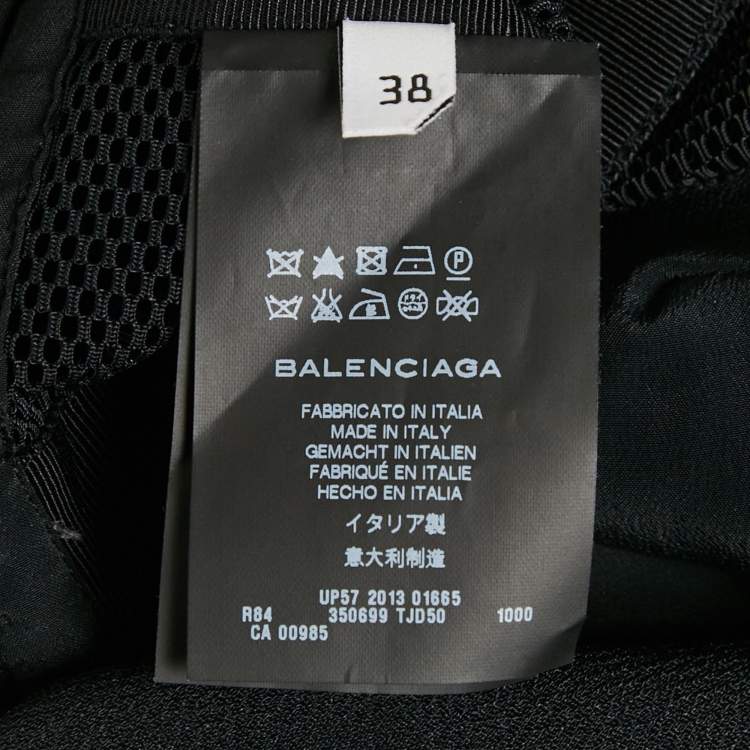 38
P
BALENCIAGA
FABBRICATO IN ITALIA
MADE IN ITALY
GEMACHT IN ITALIEN
FABRIQUÉ EN ITALIE
HECHO EN ITALIA
イタリア製
意大利制造
UP57 2013 01665
R84 350699 TJD50 1000
CA 00985